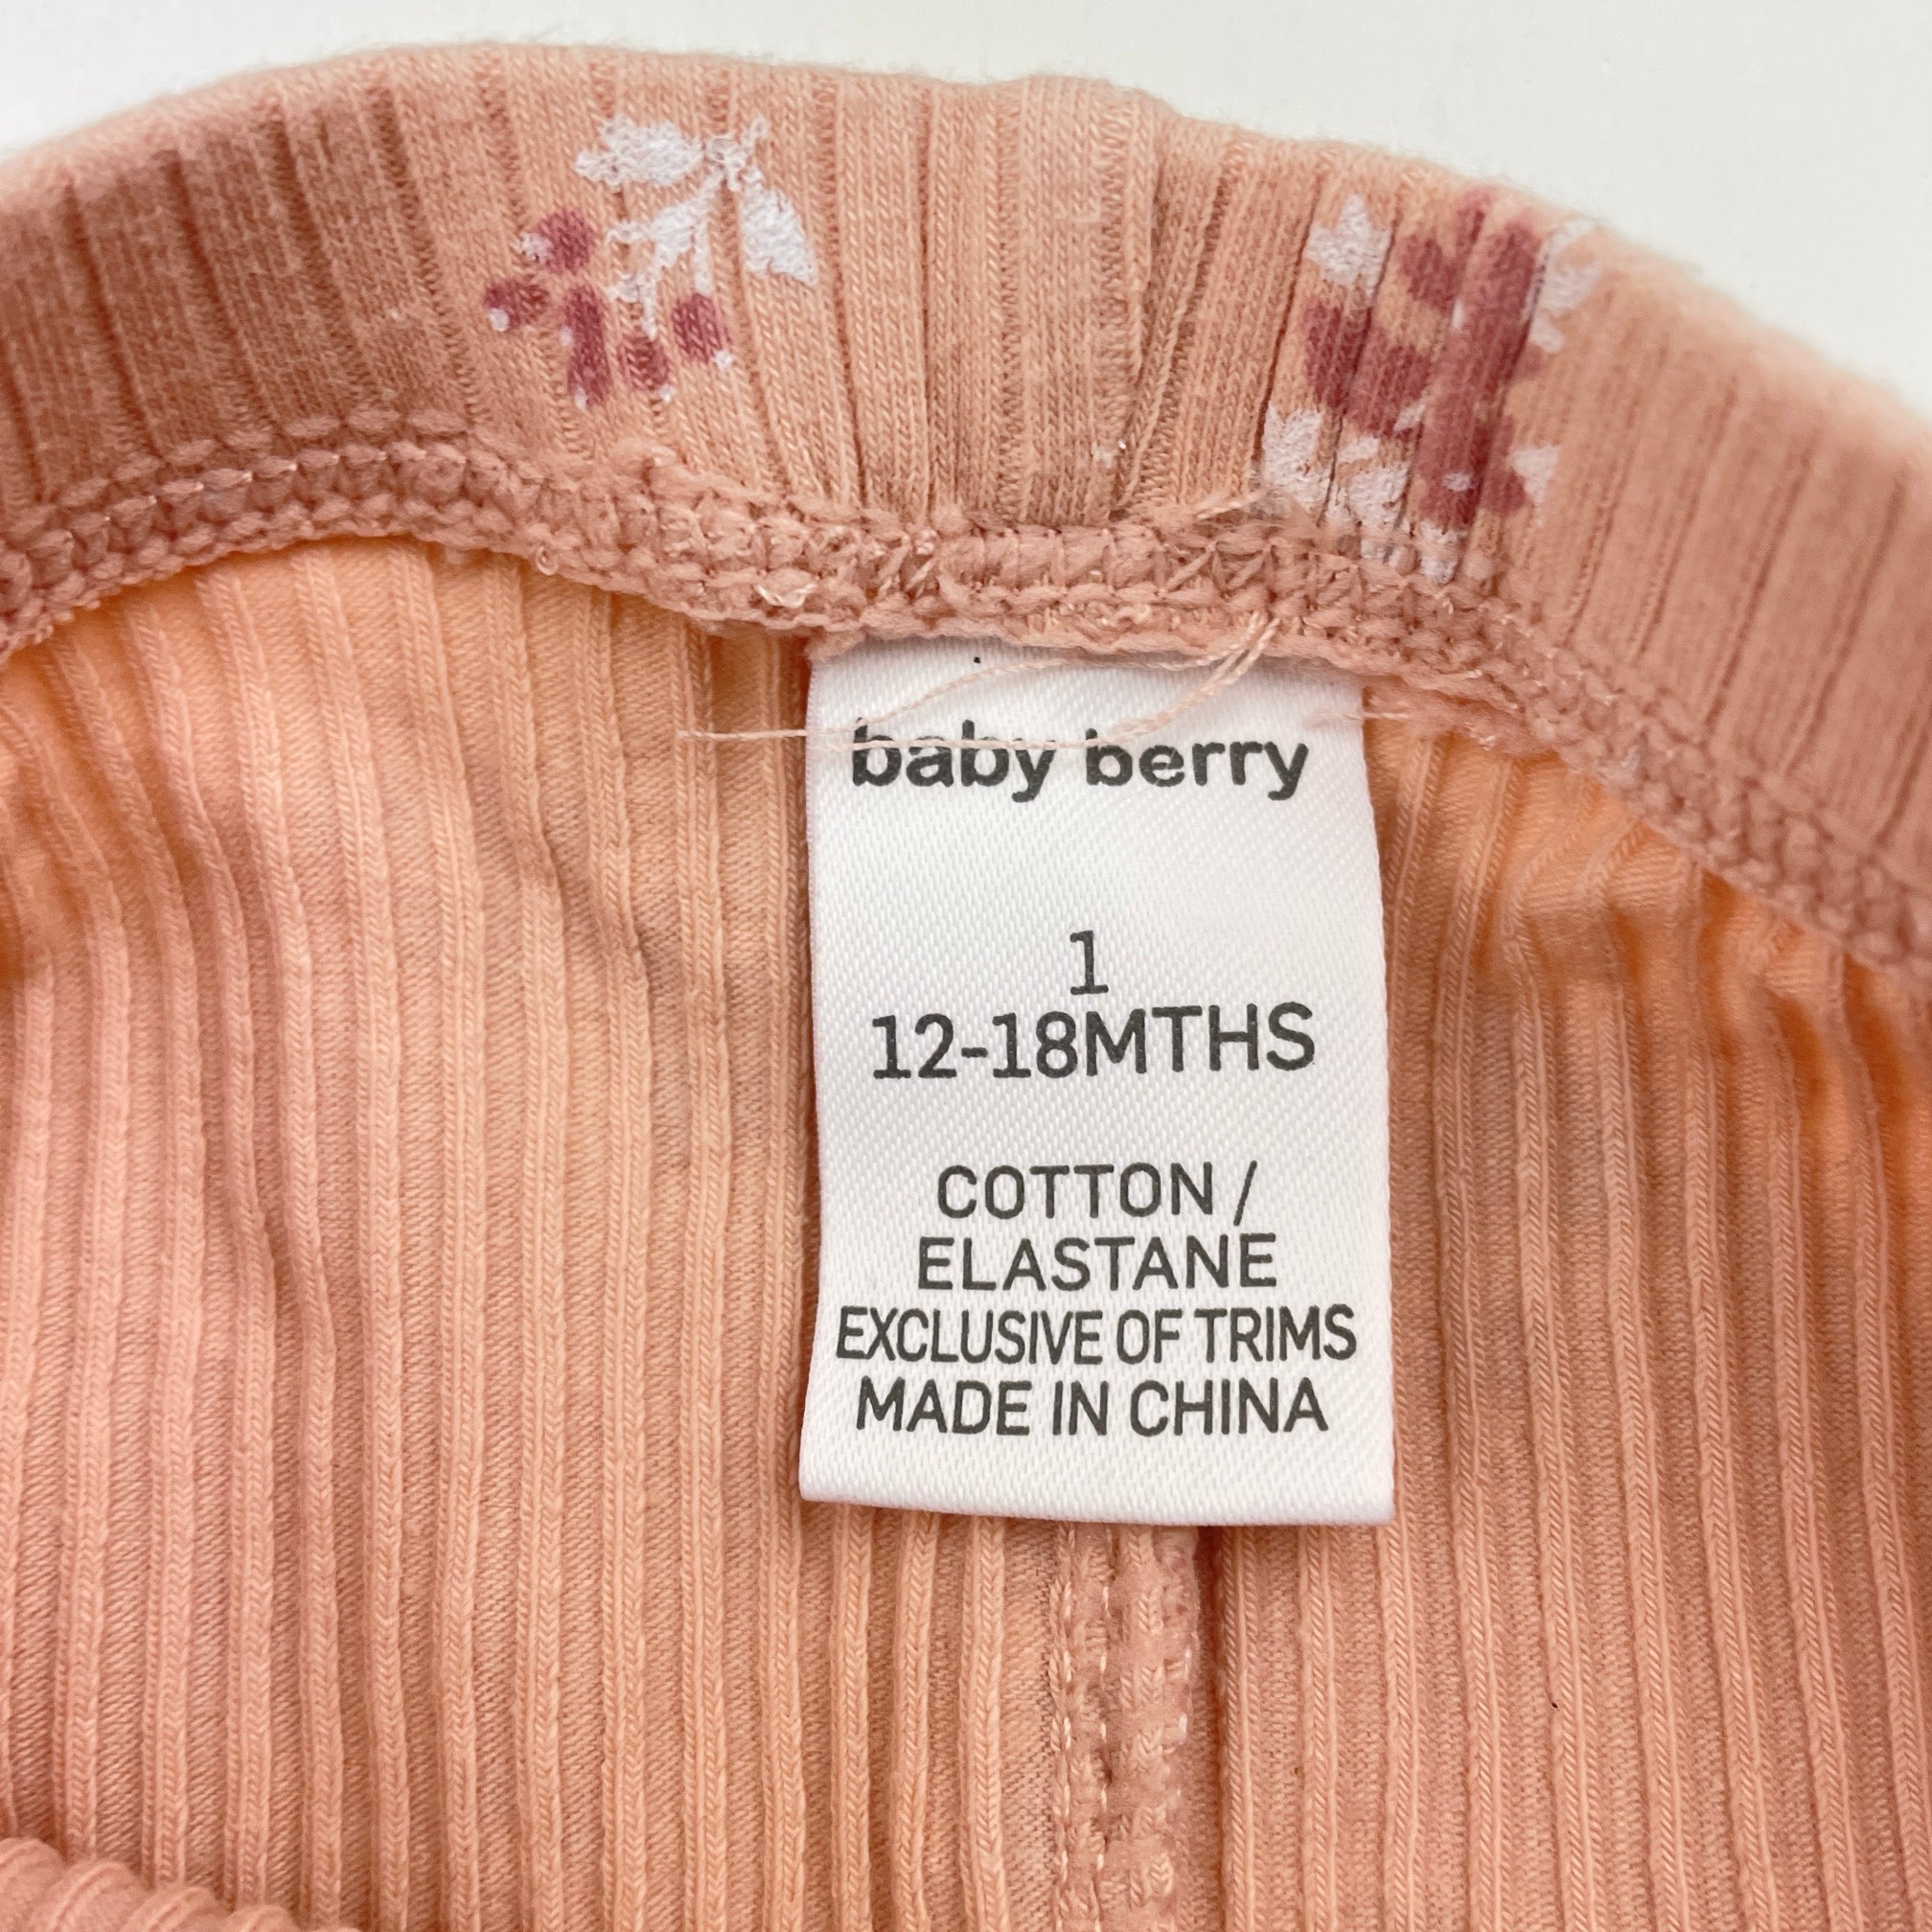 baby berry
1
12-18MTHS
COTTON /
ELASTANE
EXCLUSIVE OF TRIMS
MADE IN CHINA